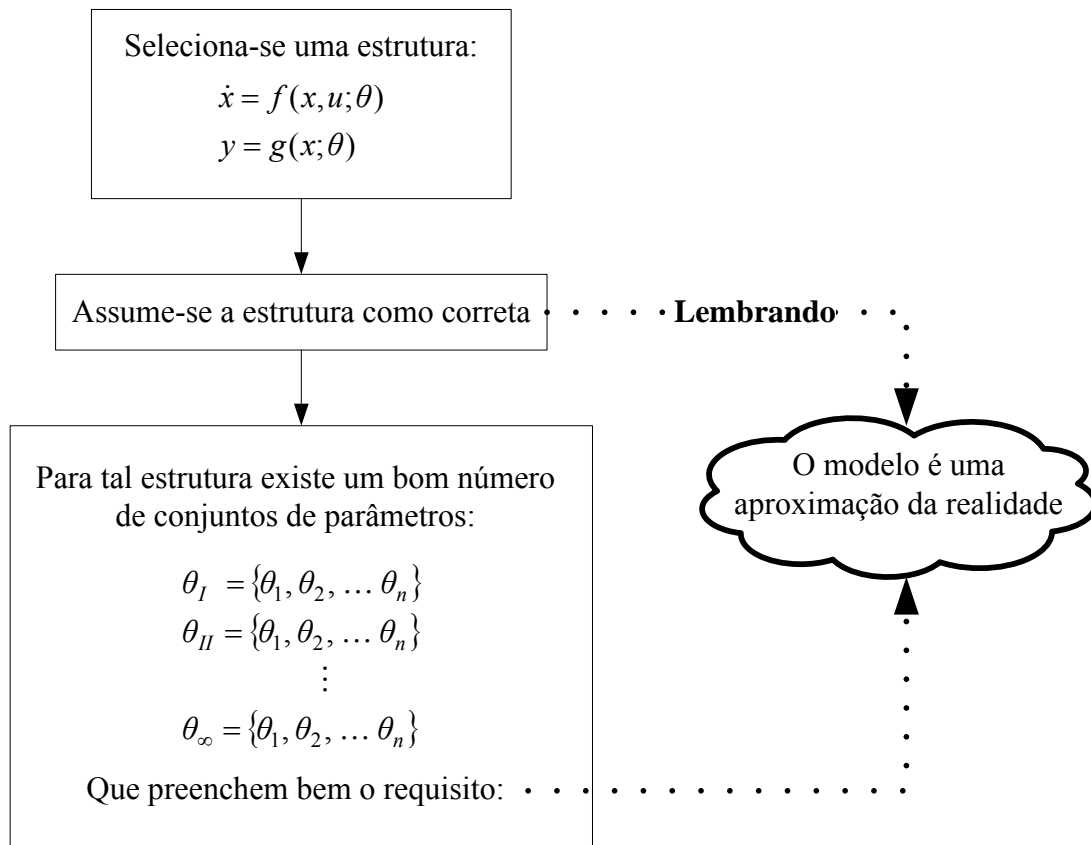 Seleciona-se uma estrutura:
ẋ = f(x,u;θ)
y = g(x;θ)
Assume-se a estrutura como correta
Lembrando
O modelo é uma
aproximação da realidade
Para tal estrutura existe um bom número
de conjuntos de parâmetros:
θ_I = {θ_1, θ_2, … θ_n}
θ_II = {θ_1, θ_2, … θ_n}
⋮
θ_∞ = {θ_1, θ_2, … θ_n}
Que preenchem bem o requisito: